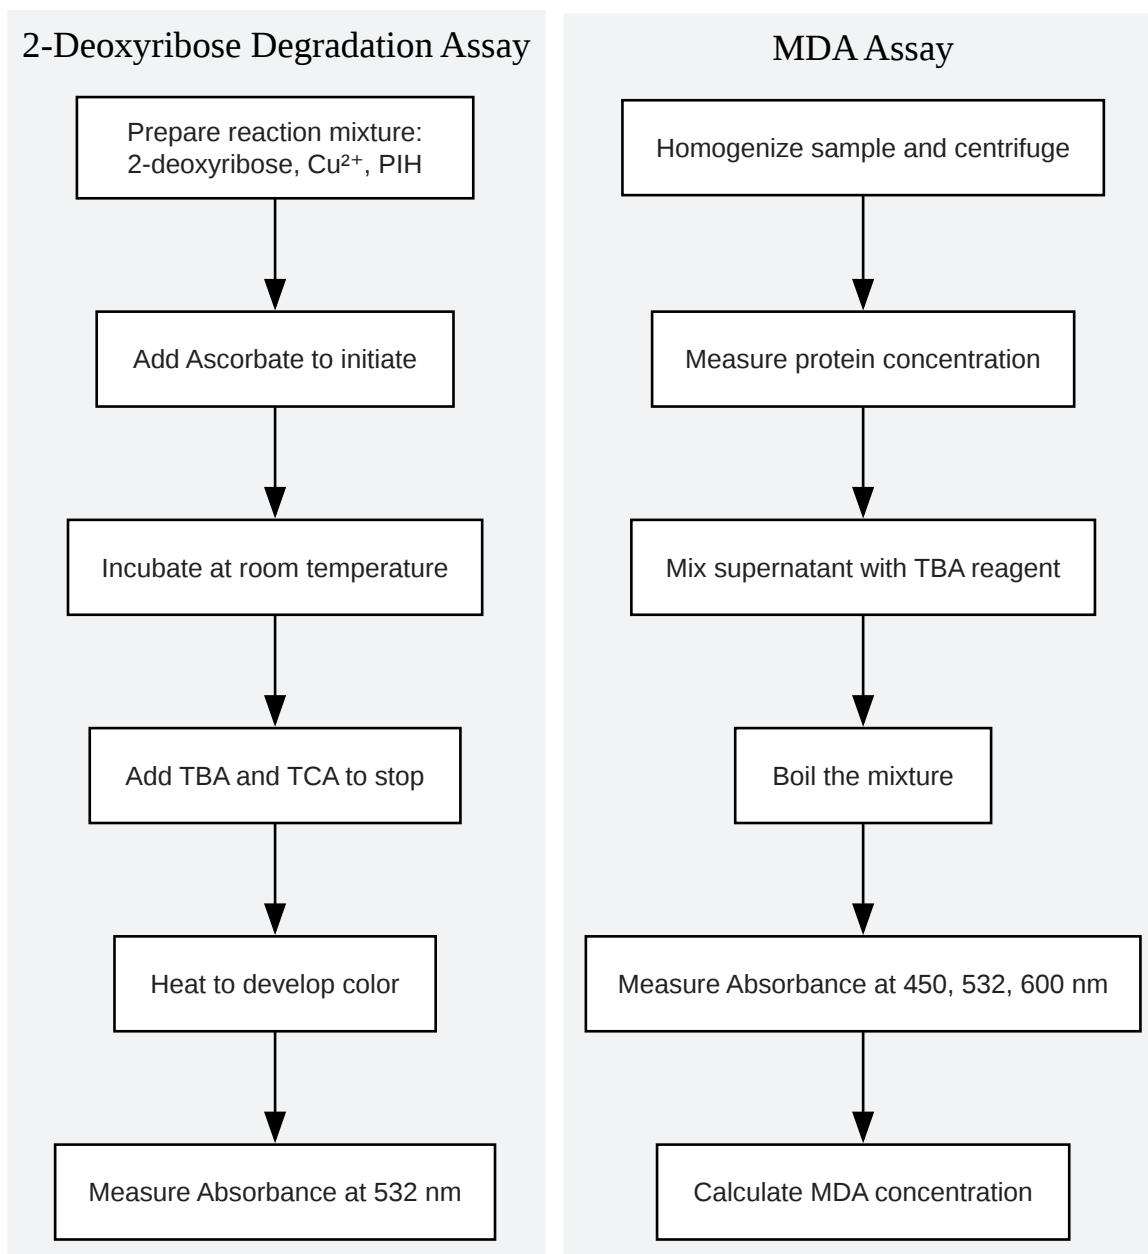 2-Deoxyribose Degradation Assay
Prepare reaction mixture:
2-deoxyribose, Cu²⁺, PIH
Add Ascorbate to initiate
Incubate at room temperature
Add TBA and TCA to stop
Heat to develop color
Measure Absorbance at 532 nm
MDA Assay
Homogenize sample and centrifuge
Measure protein concentration
Mix supernatant with TBA reagent
Boil the mixture
Measure Absorbance at 450, 532, 600 nm
Calculate MDA concentration